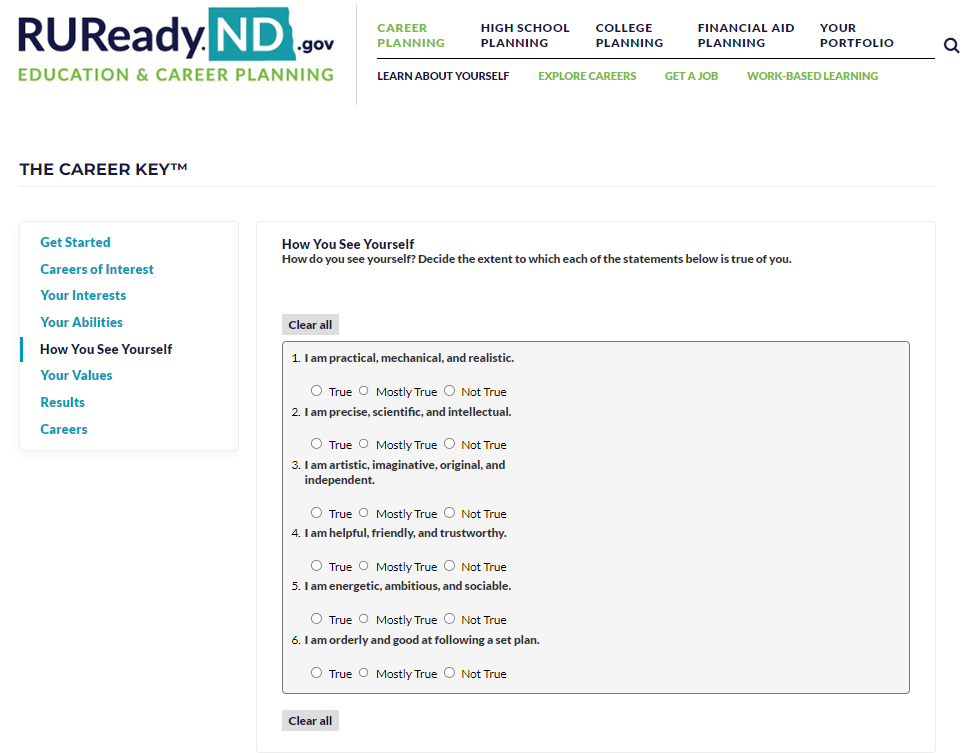 RUReady.ND.gov
EDUCATION & CAREER PLANNING
CAREER
PLANNING
HIGH SCHOOL
PLANNING
COLLEGE
PLANNING
FINANCIAL AID
PLANNING
YOUR
PORTFOLIO
LEARN ABOUT YOURSELF
EXPLORE CAREERS
GET A JOB
WORK-BASED LEARNING
THE CAREER KEY™
Get Started
Careers of Interest
Your Interests
Your Abilities
How You See Yourself
Your Values
Results
Careers
How You See Yourself
How do you see yourself? Decide the extent to which each of the statements below is true of you.
Clear all
1. I am practical, mechanical, and realistic.
True Mostly True Not True
2. I am precise, scientific, and intellectual.
True Mostly True Not True
3. I am artistic, imaginative, original, and
independent.
True Mostly True Not True
4. I am helpful, friendly, and trustworthy.
True Mostly True Not True
5. I am energetic, ambitious, and sociable.
True Mostly True Not True
6. I am orderly and good at following a set plan.
True Mostly True Not True
Clear all